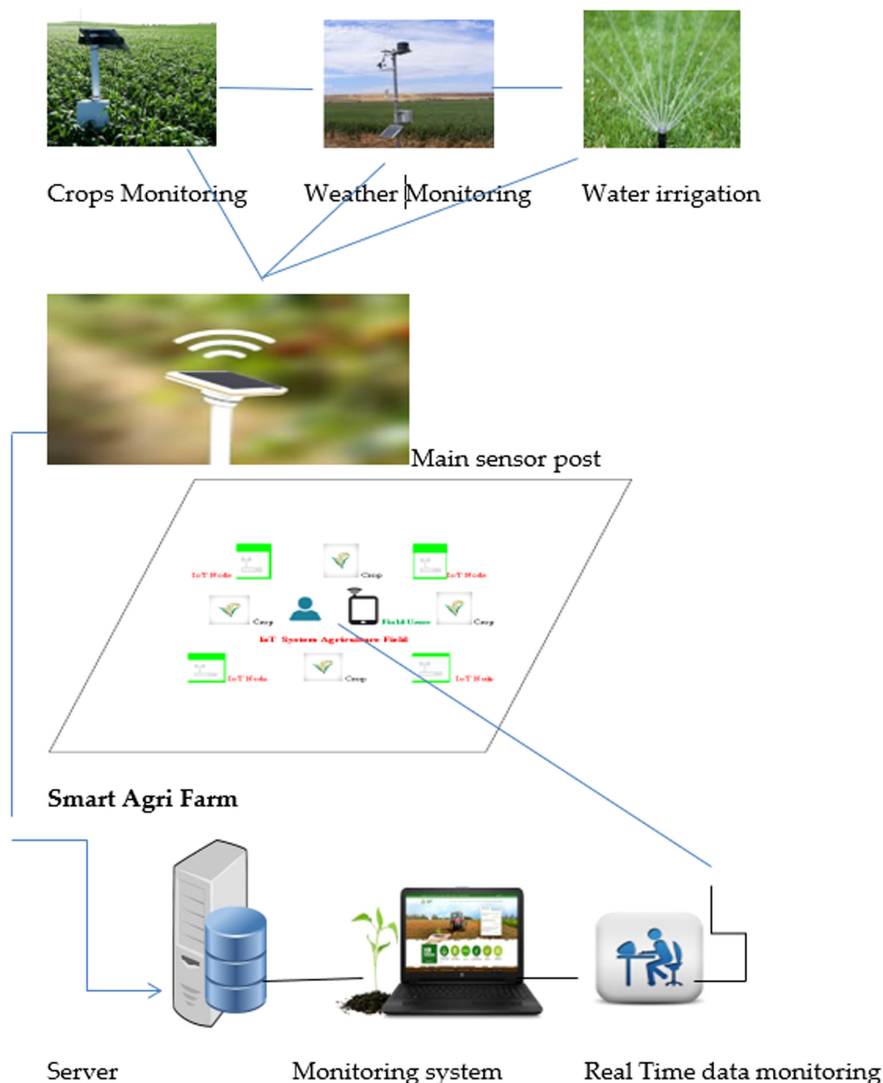 Crops Monitoring Weather Monitoring Water irrigation
Main sensor post
IoT Node Crop IoT Node
Crop Field User Crop
IoT System Agriculture Field
IoT Node Crop IoT Node
Smart Agri Farm
Server Monitoring system Real Time data monitoring